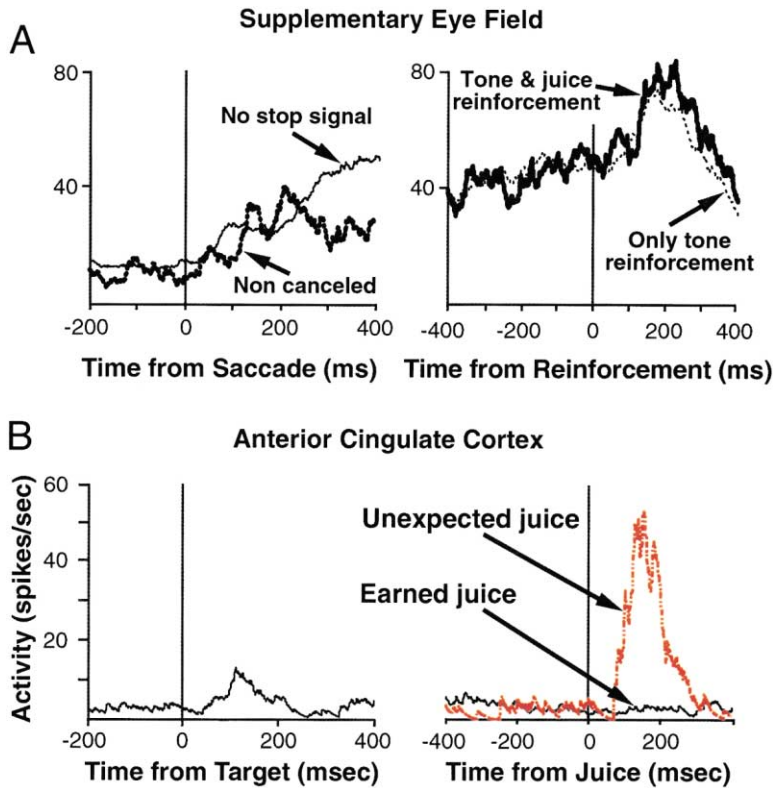 Supplementary Eye Field
A
80
40
-200
0
200
400
No stop signal
Non canceled
Time from Saccade (ms)
80
40
-400
-200
0
200
400
Tone & juice
reinforcement
Only tone
reinforcement
Time from Reinforcement (ms)
B
Anterior Cingulate Cortex
Activity (spikes/sec)
60
40
20
-200
0
200
400
Time from Target (msec)
Unexpected juice
Earned juice
-400
-200
0
200
Time from Juice (msec)